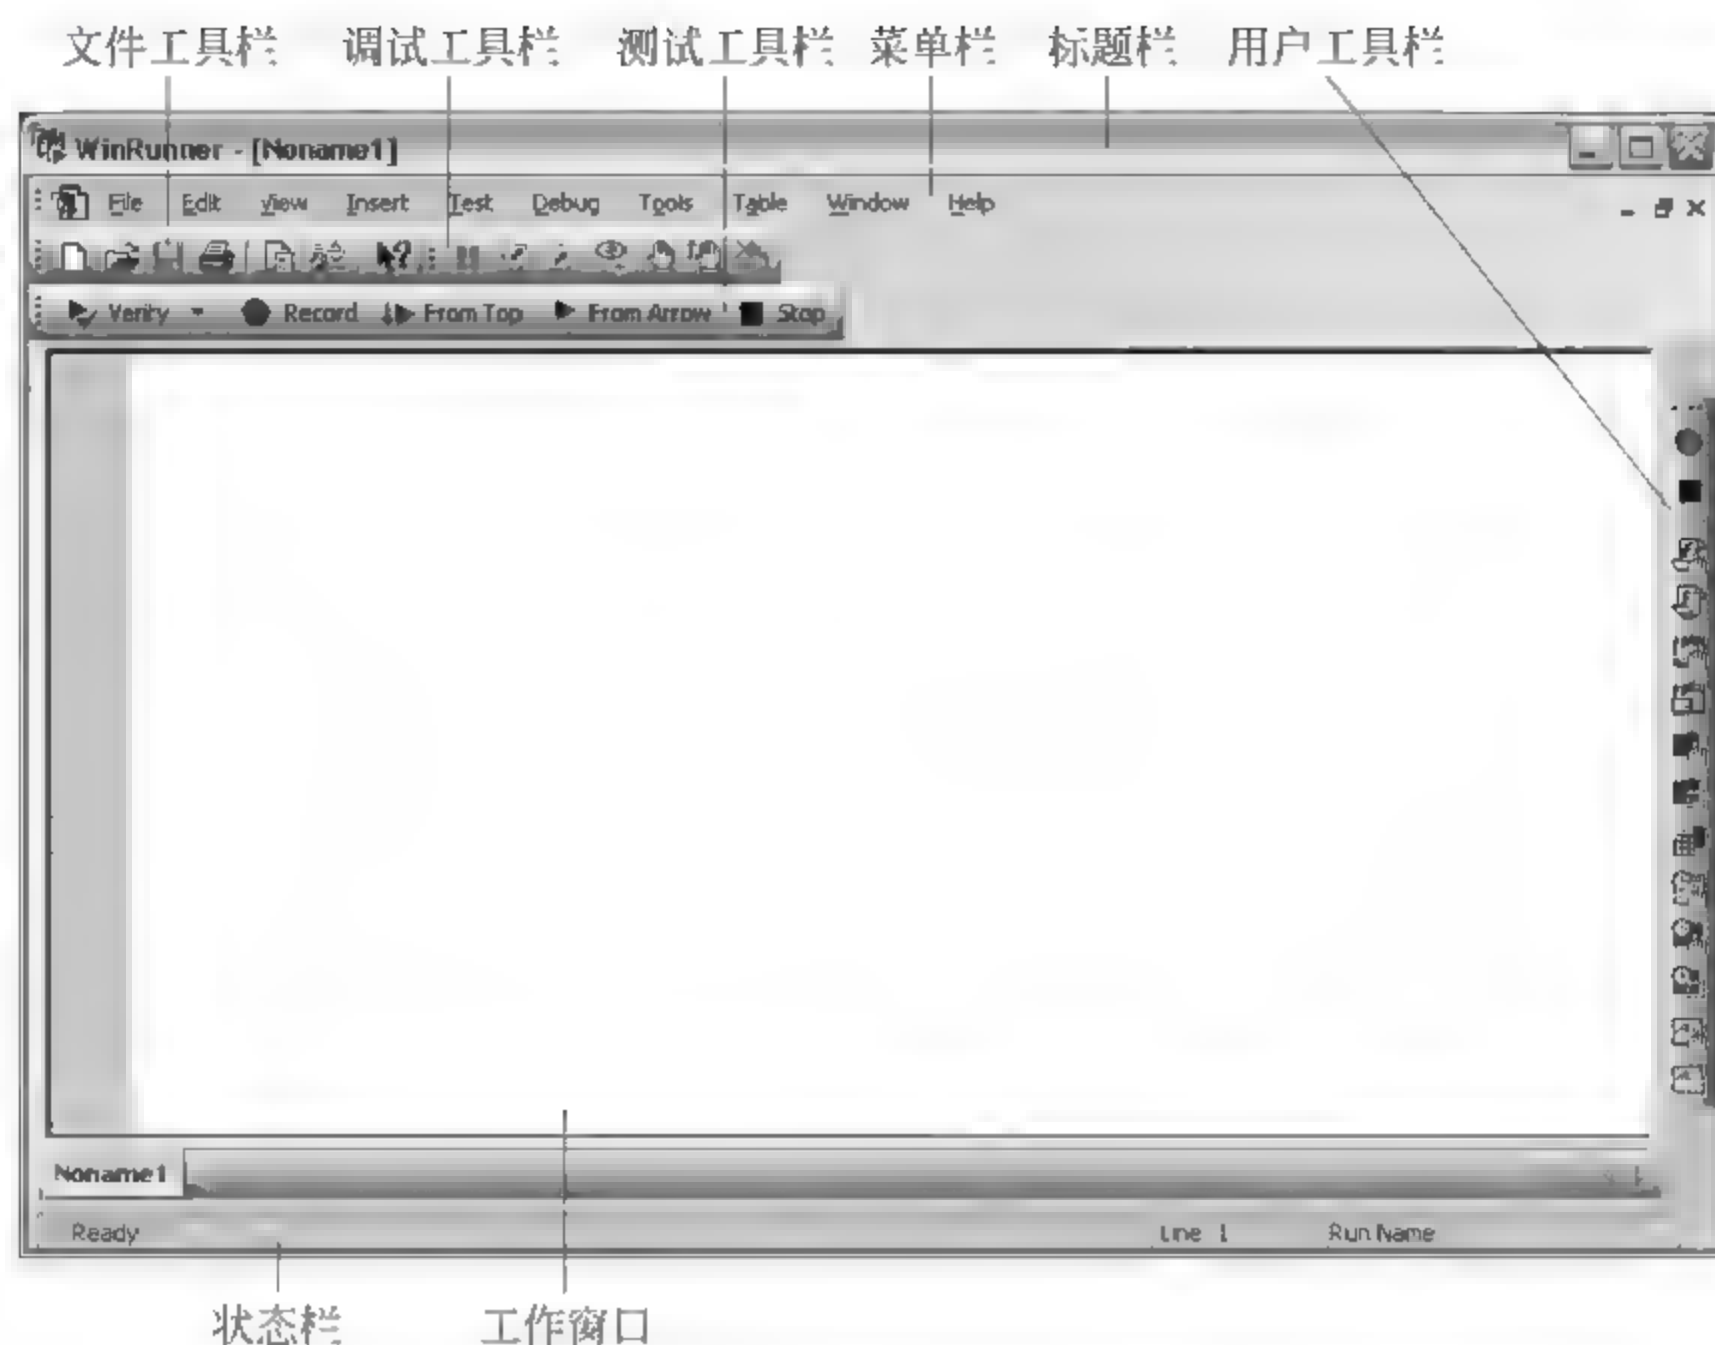 文件工具栏 调试工具栏 测试工具栏 菜单栏 标题栏 用户工具栏
WinRunner - [Noname1]
File Edit View Insert Test Debug Tools Table Window Help
Verify Record From Top From Arrow Stop
Noname1
Ready Line 1 Run Name
状态栏 工作窗口